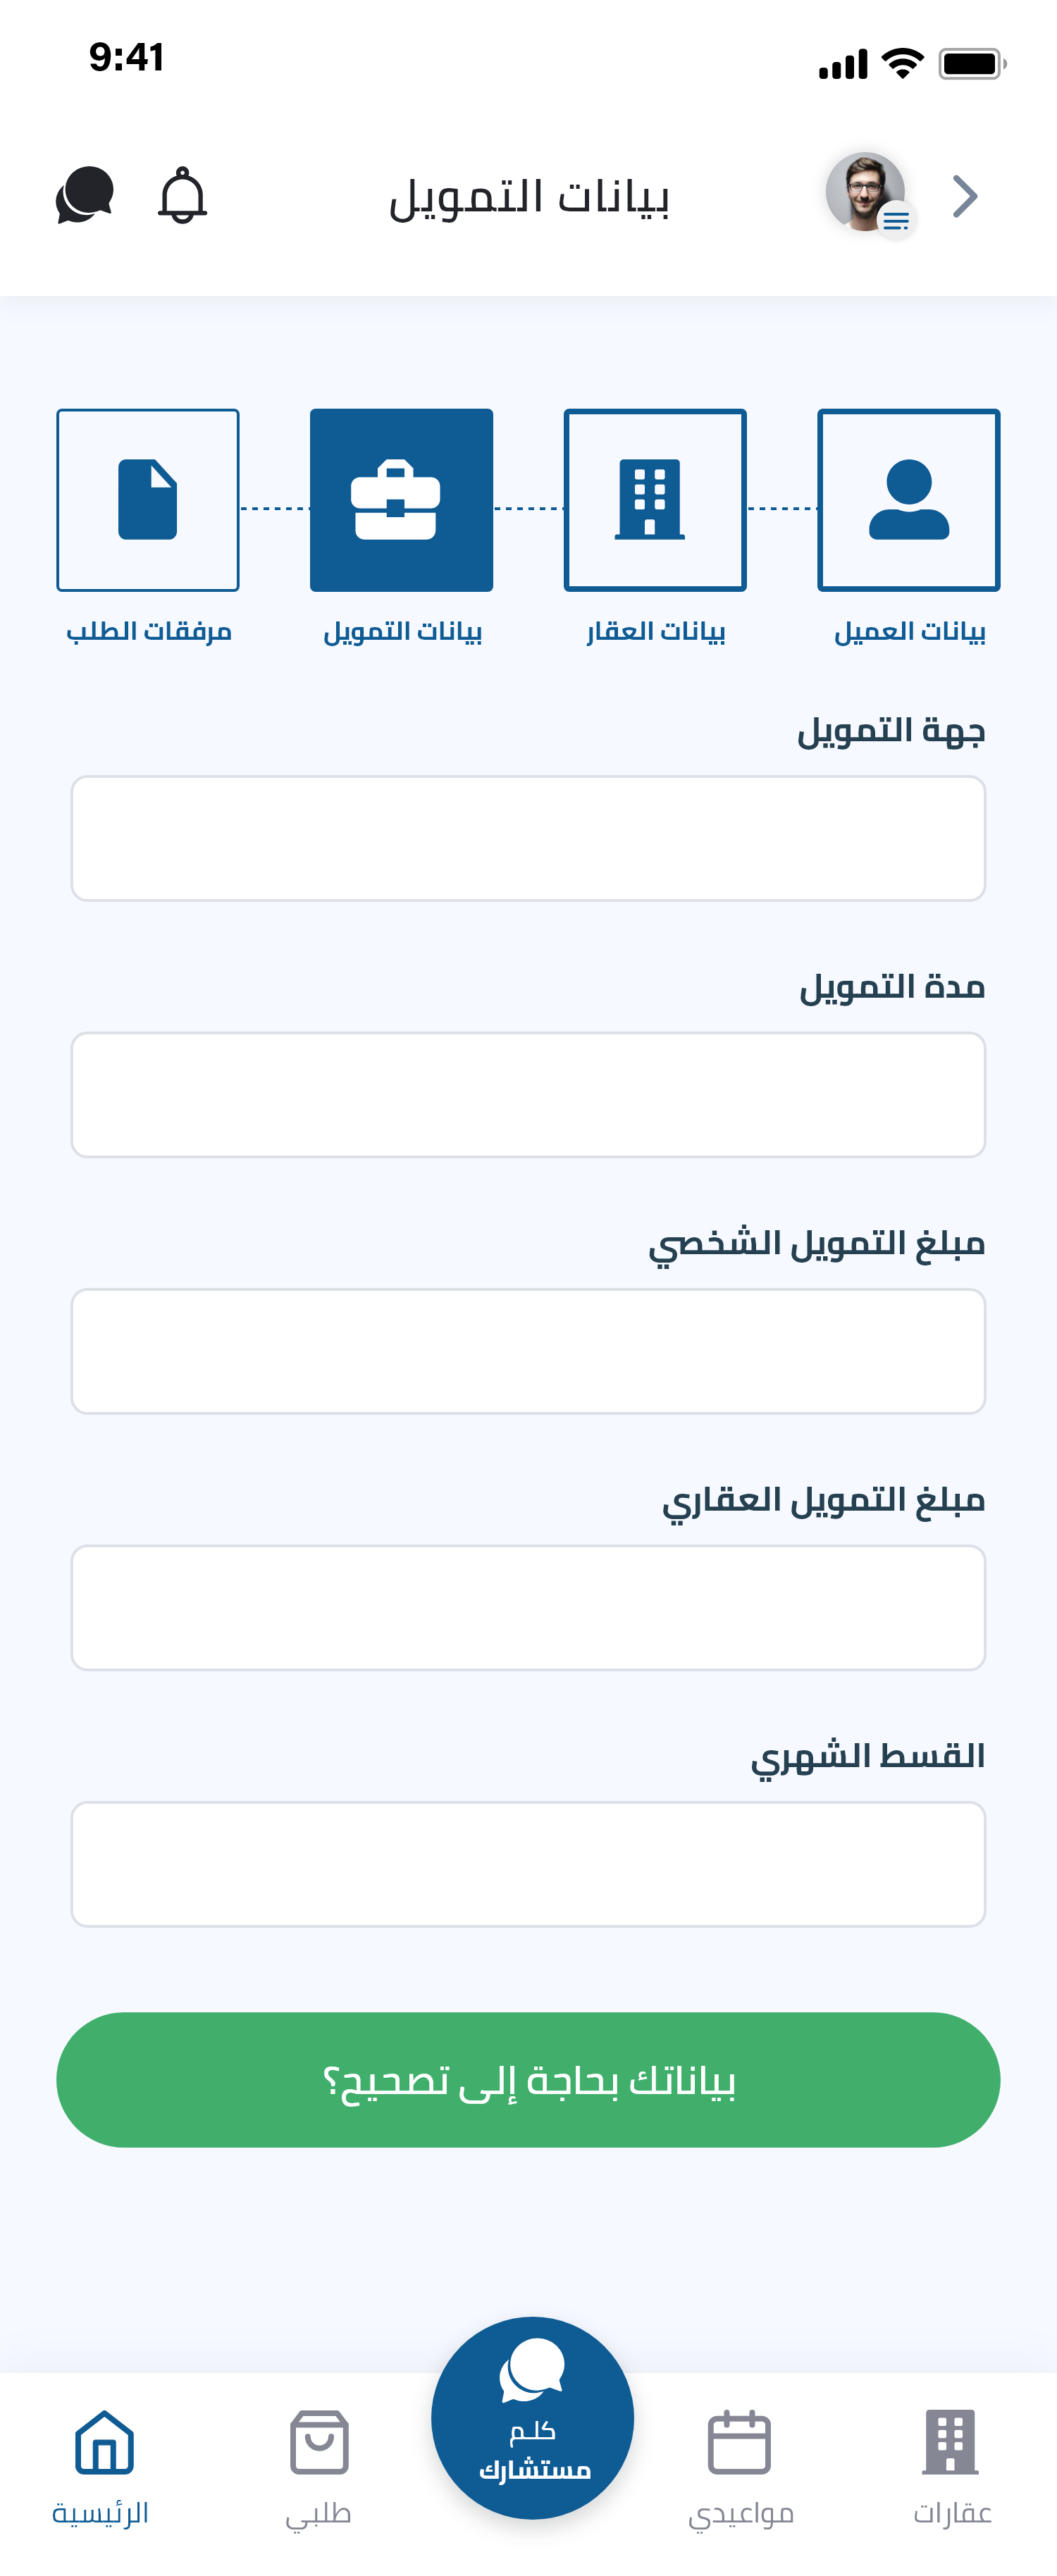 9:41
بيانات التمويل
بيانات العميل
بيانات العقار
بيانات التمويل
مرفقات الطلب
جهة التمويل
مدة التمويل
مبلغ التمويل الشخصي
مبلغ التمويل العقاري
القسط الشهري
بياناتك بحاجة إلى تصحيح؟
عقارات
مواعيدي
كلـم
مستشارك
طلبي
الرئيسية